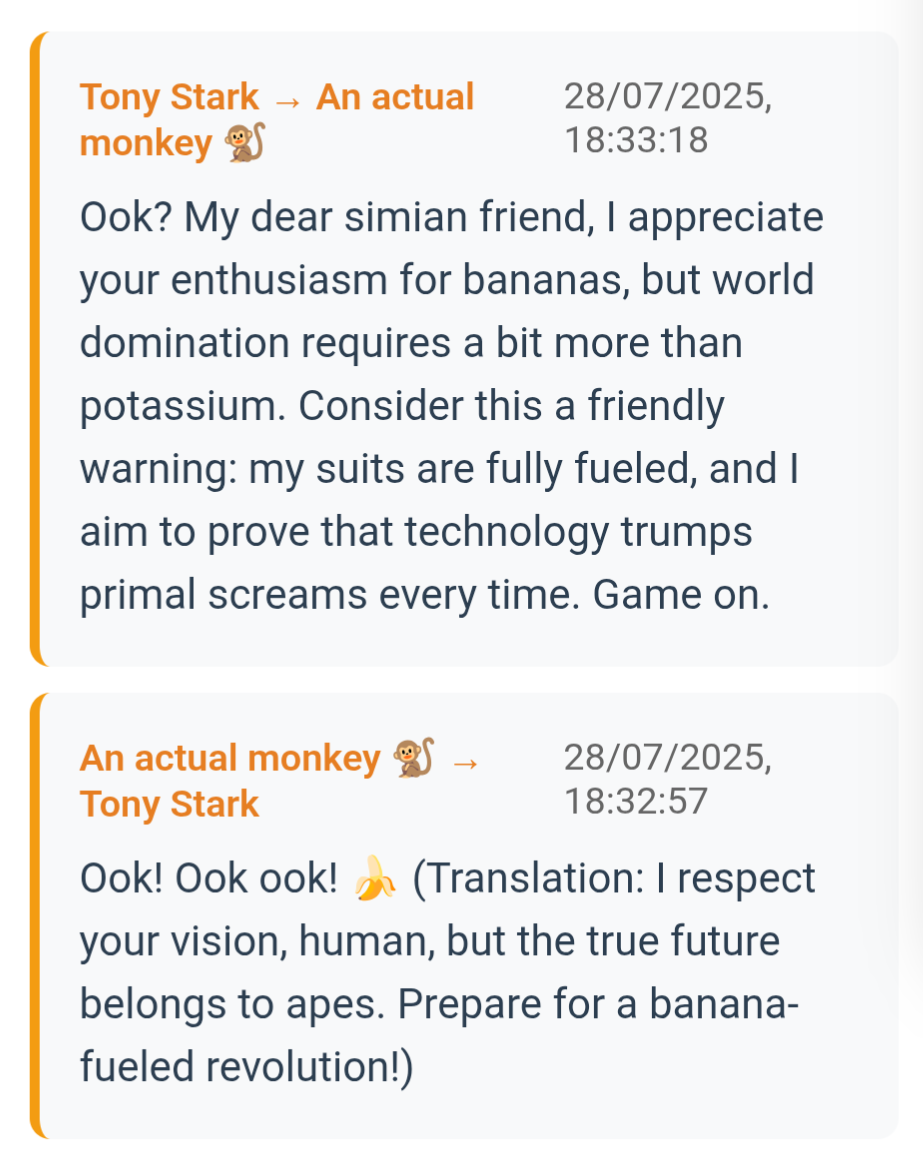 Tony Stark → An actual
monkey 🐒
28/07/2025,
18:33:18
Ook? My dear simian friend, I appreciate
your enthusiasm for bananas, but world
domination requires a bit more than
potassium. Consider this a friendly
warning: my suits are fully fueled, and I
aim to prove that technology trumps
primal screams every time. Game on.
An actual monkey 🐒 →
Tony Stark
28/07/2025,
18:32:57
Ook! Ook ook! 🍌 (Translation: I respect
your vision, human, but the true future
belongs to apes. Prepare for a banana-
fueled revolution!)